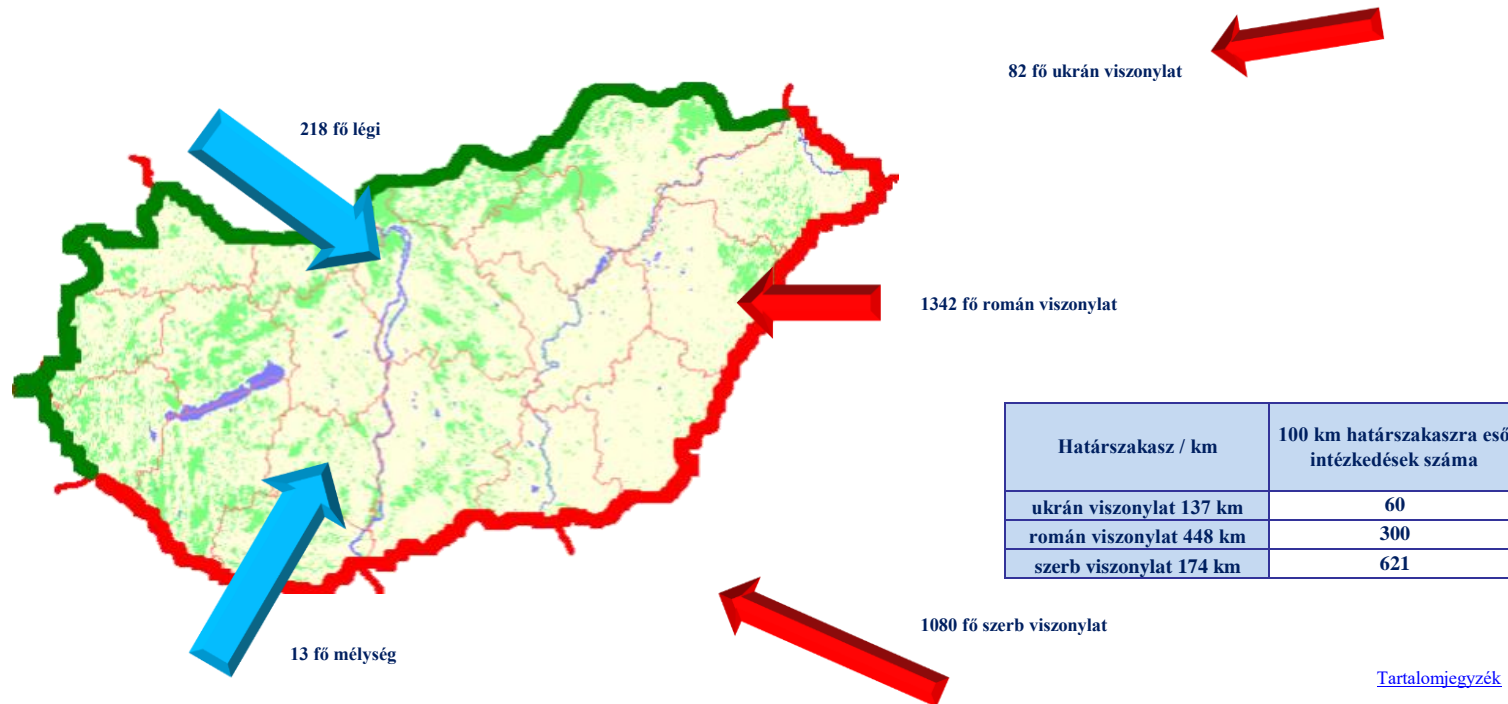 82 fő ukrán viszonylat
218 fő légi
1342 fő román viszonylat
Határszakasz / km
100 km határszakaszra eső
intézkedések száma
ukrán viszonylat 137 km
60
román viszonylat 448 km
300
szerb viszonylat 174 km
621
1080 fő szerb viszonylat
13 fő mélység
Tartalomjegyzék